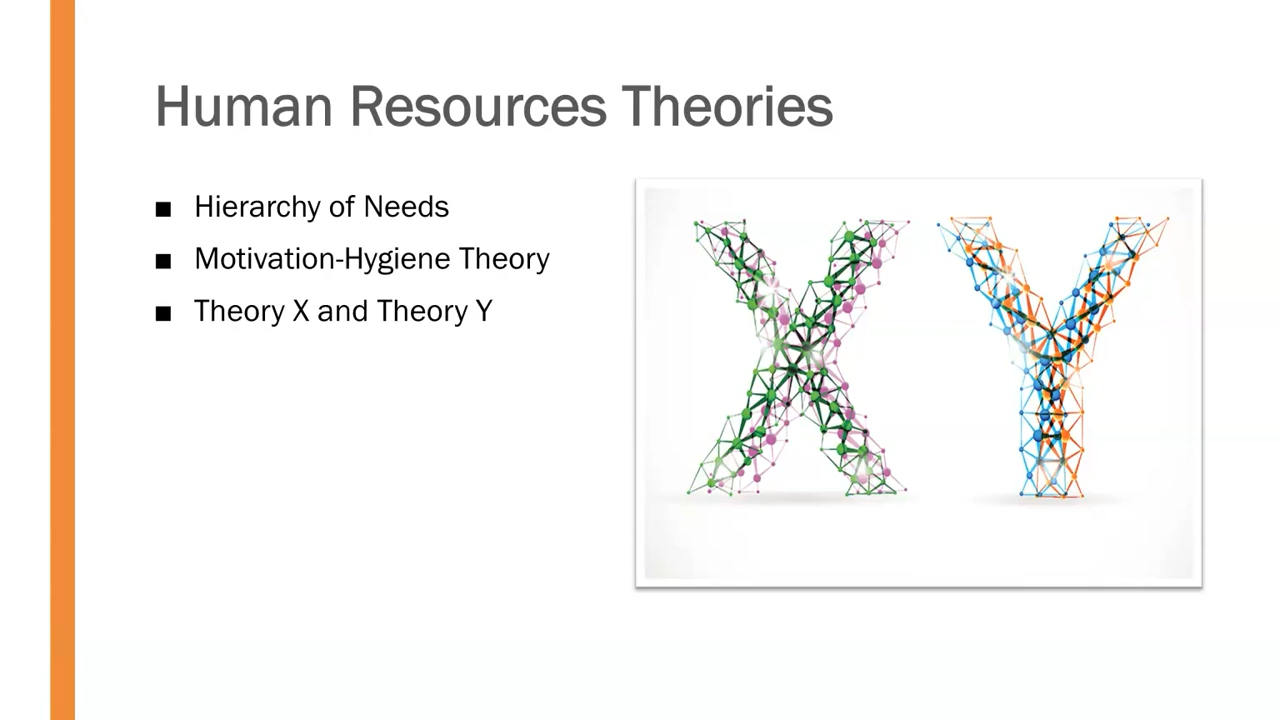 Human Resources Theories
■ Hierarchy of Needs
■ Motivation-Hygiene Theory
■ Theory X and Theory Y
X Y